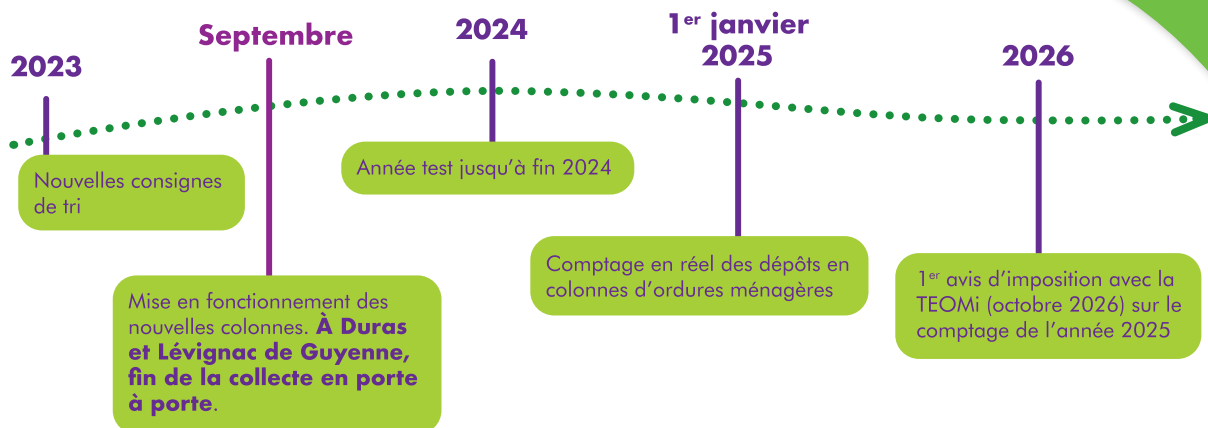 2023
Nouvelles consignes
de tri
Septembre
Mise en fonctionnement des
nouvelles colonnes. À Duras
et Lévignac de Guyenne,
fin de la collecte en porte
à porte.
2024
Année test jusqu’à fin 2024
1er janvier
2025
Comptage en réel des dépôts en
colonnes d’ordures ménagères
2026
1er avis d’imposition avec la
TEOMi (octobre 2026) sur le
comptage de l’année 2025